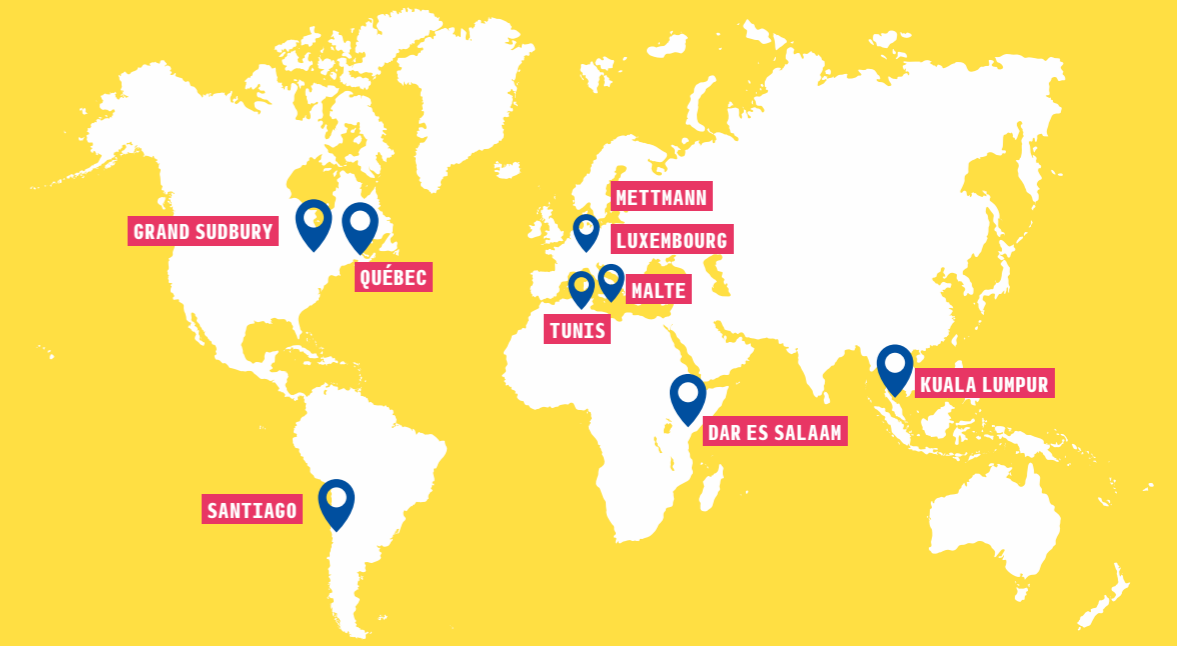 METTMANN
GRAND SUDBURY
LUXEMBOURG
QUÉBEC
MALTE
TUNIS
KUALA LUMPUR
DAR ES SALAAM
SANTIAGO